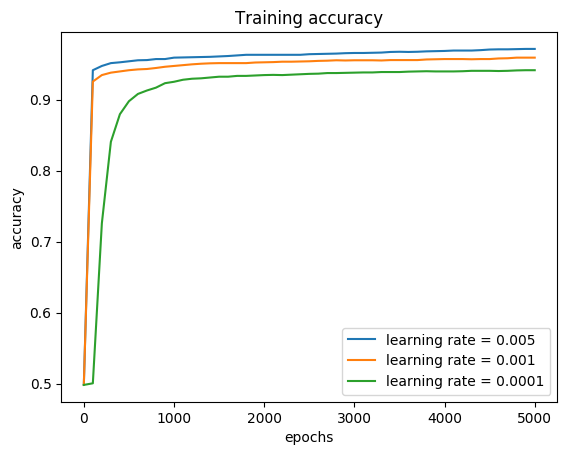 Training accuracy
accuracy
0.9
0.8
0.7
0.6
0.5
learning rate = 0.005
learning rate = 0.001
learning rate = 0.0001
0
1000
2000
3000
4000
5000
epochs